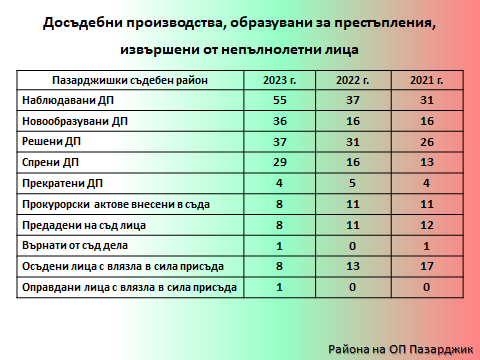 Досъдебни производства, образувани за престъпления,
извършени от непълнолетни лица
Пазарджишки съдебен район 2023 г. 2022 г. 2021 г.
Наблюдавани ДП 55 37 31
Новообразувани ДП 36 16 16
Решени ДП 37 31 26
Спрени ДП 29 16 13
Прекратени ДП 4 5 4
Прокурорски актове внесени в съда 8 11 11
Предадени на съд лица 8 11 12
Върнати от съд дела 1 0 1
Осъдени лица с влязла в сила присъда 8 13 17
Оправдани лица с влязла в сила присъда 1 0 0
Района на ОП Пазарджик